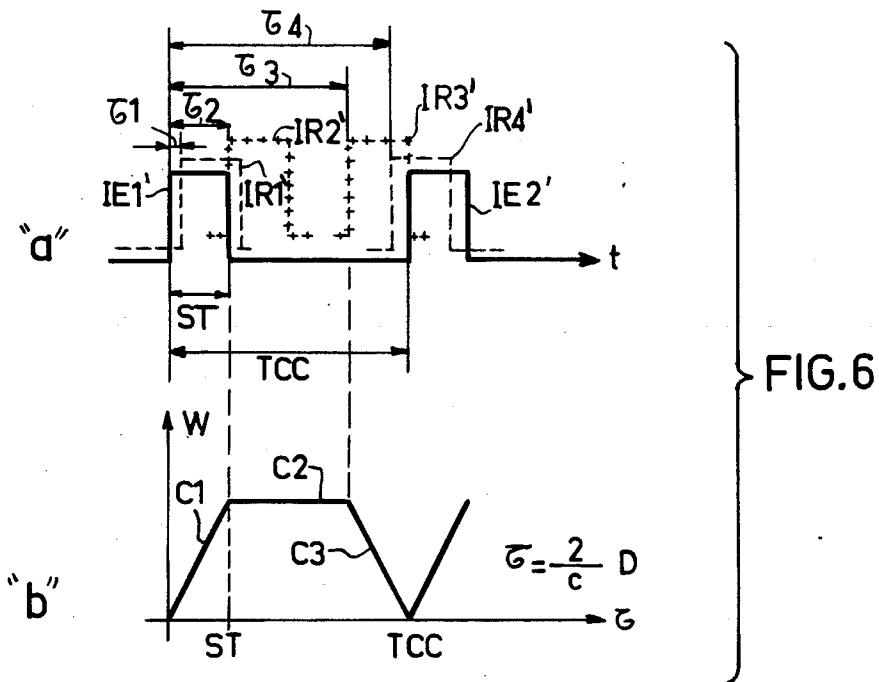 τ4
τ3
τ2
τ1
IR3'
IR2'
IR4'
IE1'
IR1'
IE2'
"a"
t
ST
TCC
FIG.6
W
C1
C2
C3
τ = 2/c D
"b"
ST
TCC
τ